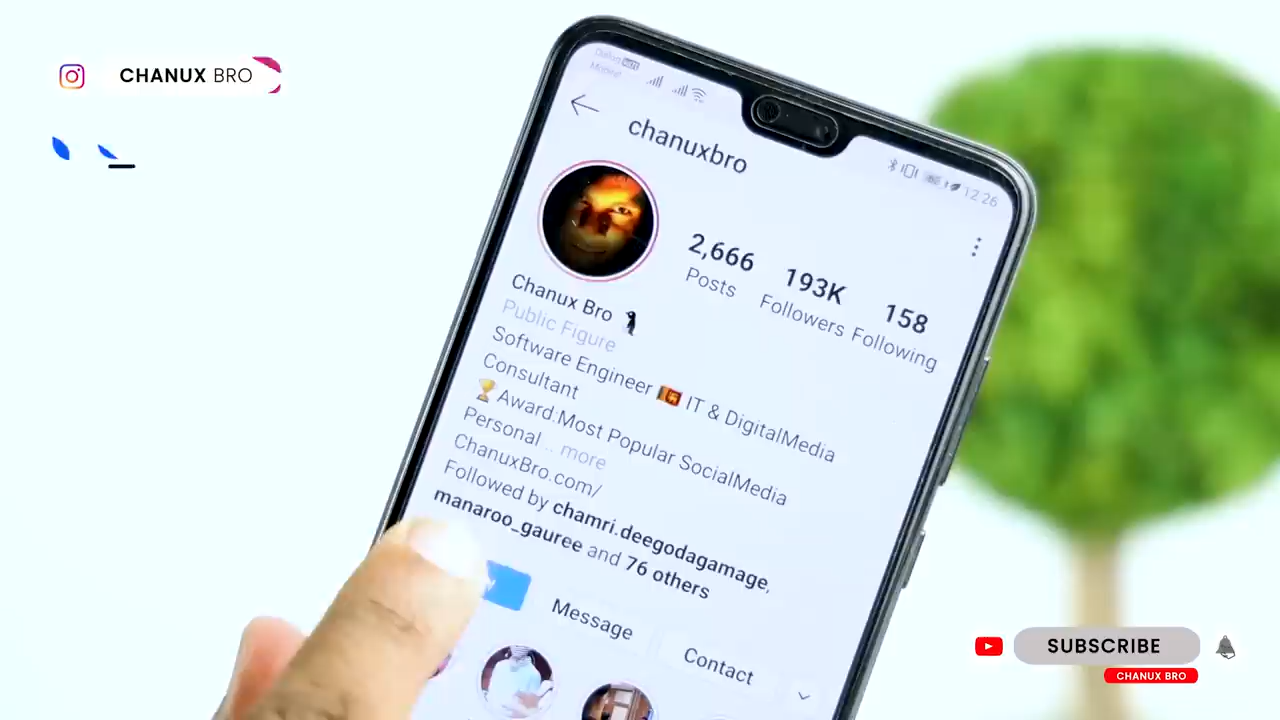 CHANUX BRO
12:26
chanuxbro
2,666
Posts
193K
Followers
158
Following
Chanux Bro
Public Figure
Software Engineer 🇱🇰 IT & DigitalMedia
Consultant
🏆Award:Most Popular SocialMedia
Personal... more
ChanuxBro.com/
Followed by chamri.deegodagamage,
manaroo_gauree and 76 others
Message
Contact
SUBSCRIBE
CHANUX BRO